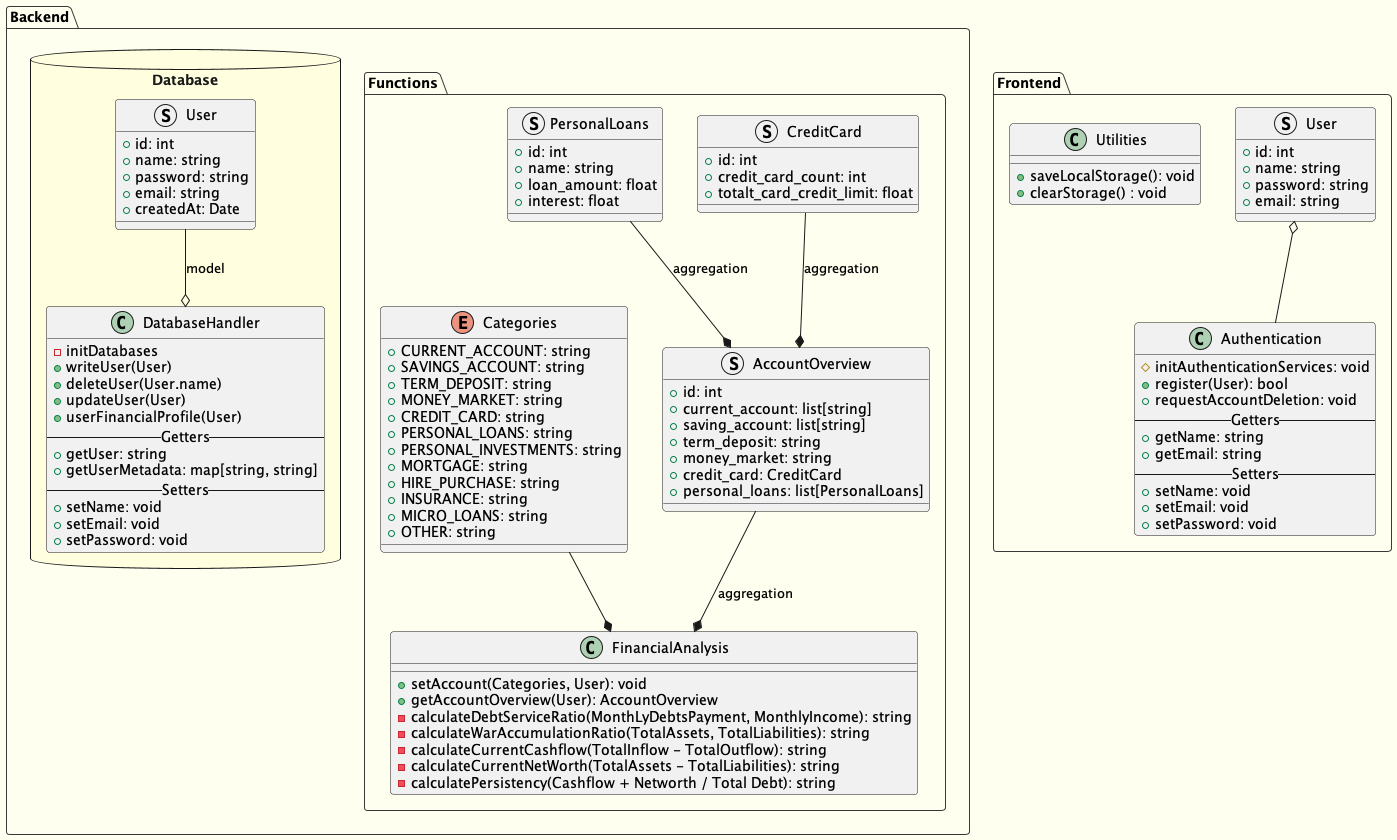 Backend
Database
S User
id: int
name: string
password: string
email: string
createdAt: Date
model
C DatabaseHandler
initDatabases
writeUser(User)
deleteUser(User.name)
updateUser(User)
userFinancialProfile(User)
Getters
getUser: string
getUserMetadata: map[string, string]
Setters
setName: void
setEmail: void
setPassword: void
Functions
S PersonalLoans
id: int
name: string
loan_amount: float
interest: float
S CreditCard
id: int
credit_card_count: int
totalt_card_credit_limit: float
aggregation
aggregation
E Categories
CURRENT_ACCOUNT: string
SAVINGS_ACCOUNT: string
TERM_DEPOSIT: string
MONEY_MARKET: string
CREDIT_CARD: string
PERSONAL_LOANS: string
PERSONAL_INVESTMENTS: string
MORTGAGE: string
HIRE_PURCHASE: string
INSURANCE: string
MICRO_LOANS: string
OTHER: string
S AccountOverview
id: int
current_account: list[string]
saving_account: list[string]
term_deposit: string
money_market: string
credit_card: CreditCard
personal_loans: list[PersonalLoans]
aggregation
C FinancialAnalysis
setAccount(Categories, User): void
getAccountOverview(User): AccountOverview
calculateDebtServiceRatio(MonthLyDebtsPayment, MonthlyIncome): string
calculateWarAccumulationRatio(TotalAssets, TotalLiabilities): string
calculateCurrentCashflow(TotalInflow - TotalOutflow): string
calculateCurrentNetWorth(TotalAssets - TotalLiabilities): string
calculatePersistency(Cashflow + Networth / Total Debt): string
Frontend
C Utilities
saveLocalStorage(): void
clearStorage() : void
S User
id: int
name: string
password: string
email: string
C Authentication
initAuthenticationServices: void
register(User): bool
requestAccountDeletion: void
Getters
getName: string
getEmail: string
Setters
setName: void
setEmail: void
setPassword: void